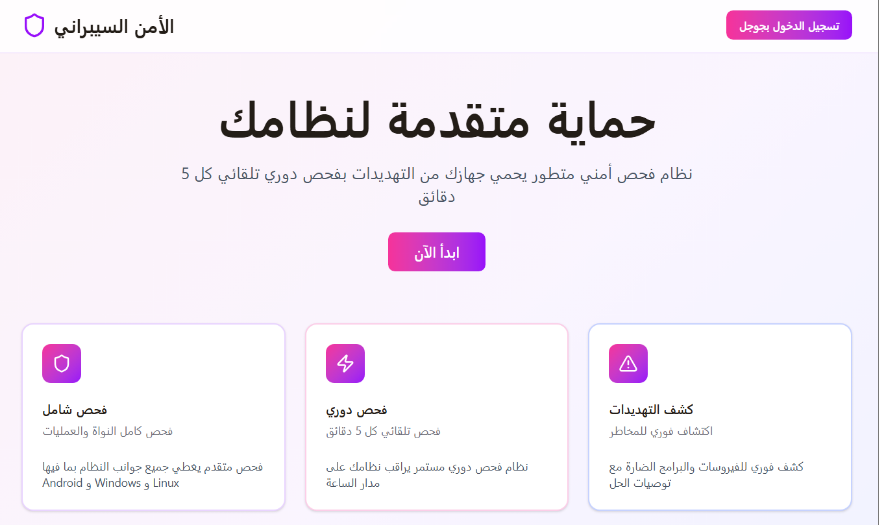 الأمن السيبراني
تسجيل الدخول بجوجل
حماية متقدمة لنظامك
نظام فحص أمني متطور يحمي جهازك من التهديدات بفحص دوري تلقائي كل 5
دقائق
ابدأ الآن
فحص شامل
فحص كامل النواة والعمليات
فحص متقدم يغطي جميع جوانب النظام بما فيها
Linux و Windows و Android
فحص دوري
فحص تلقائي كل 5 دقائق
نظام فحص دوري مستمر يراقب نظامك على
مدار الساعة
كشف التهديدات
اكتشاف فوري للمخاطر
كشف فوري للفيروسات والبرامج الضارة مع
توصيات الحل